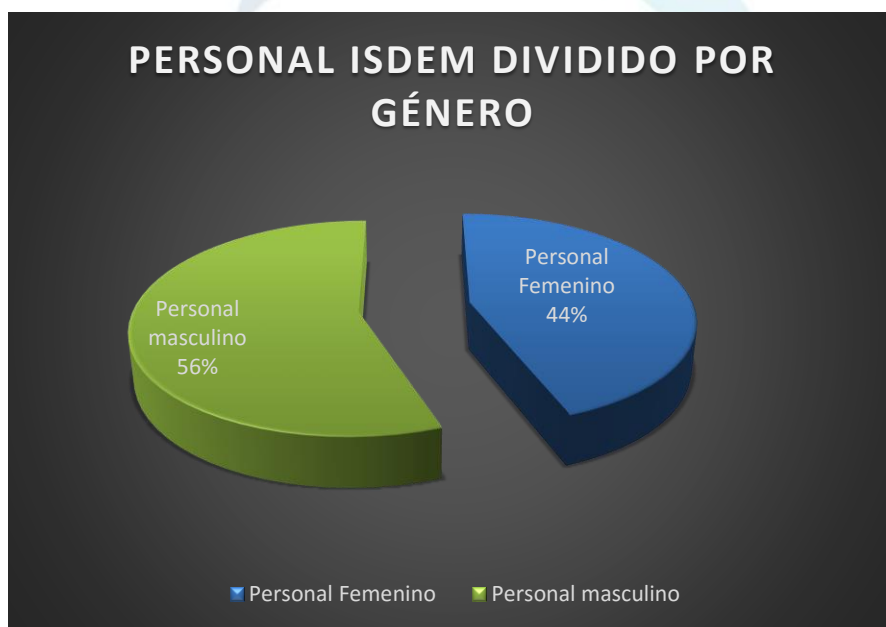 PERSONAL ISDEM DIVIDIDO POR
GÉNERO
Personal
Femenino
44%
Personal
masculino
56%
Personal Femenino
Personal masculino